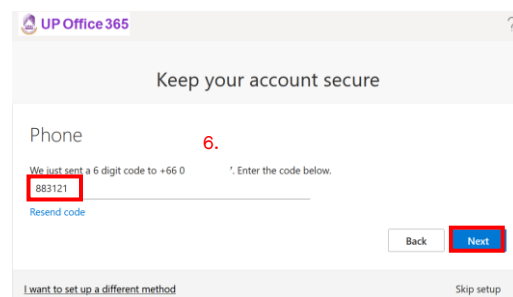 UP Office 365
?
Keep your account secure
Phone
6.
We just sent a 6 digit code to +66 0 '. Enter the code below.
883121
Resend code
Back Next
I want to set up a different method Skip setup